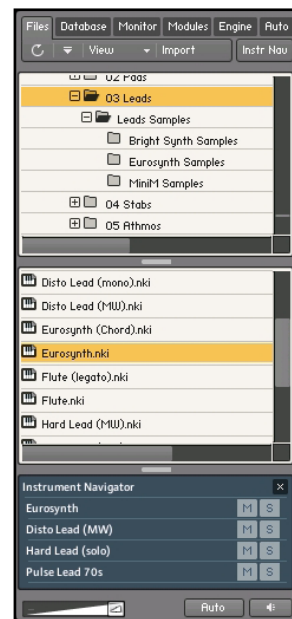 Files Database Monitor Modules Engine Auto
View Import Instr Nav
02 Pads
03 Leads
Leads Samples
Bright Synth Samples
Eurosynth Samples
MiniM Samples
04 Stabs
05 Athmos
Disto Lead (mono).nki
Disto Lead (MW).nki
Eurosynth (Chord).nki
Eurosynth.nki
Flute (legato).nki
Flute.nki
Hard Lead (MW).nki
Instrument Navigator ×
Eurosynth M S
Disto Lead (MW) M S
Hard Lead (solo) M S
Pulse Lead 70s M S
Auto